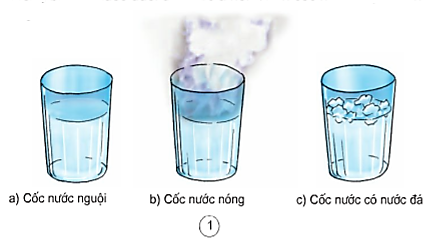 a) Cốc nước nguội
b) Cốc nước nóng
c) Cốc nước có nước đá
1